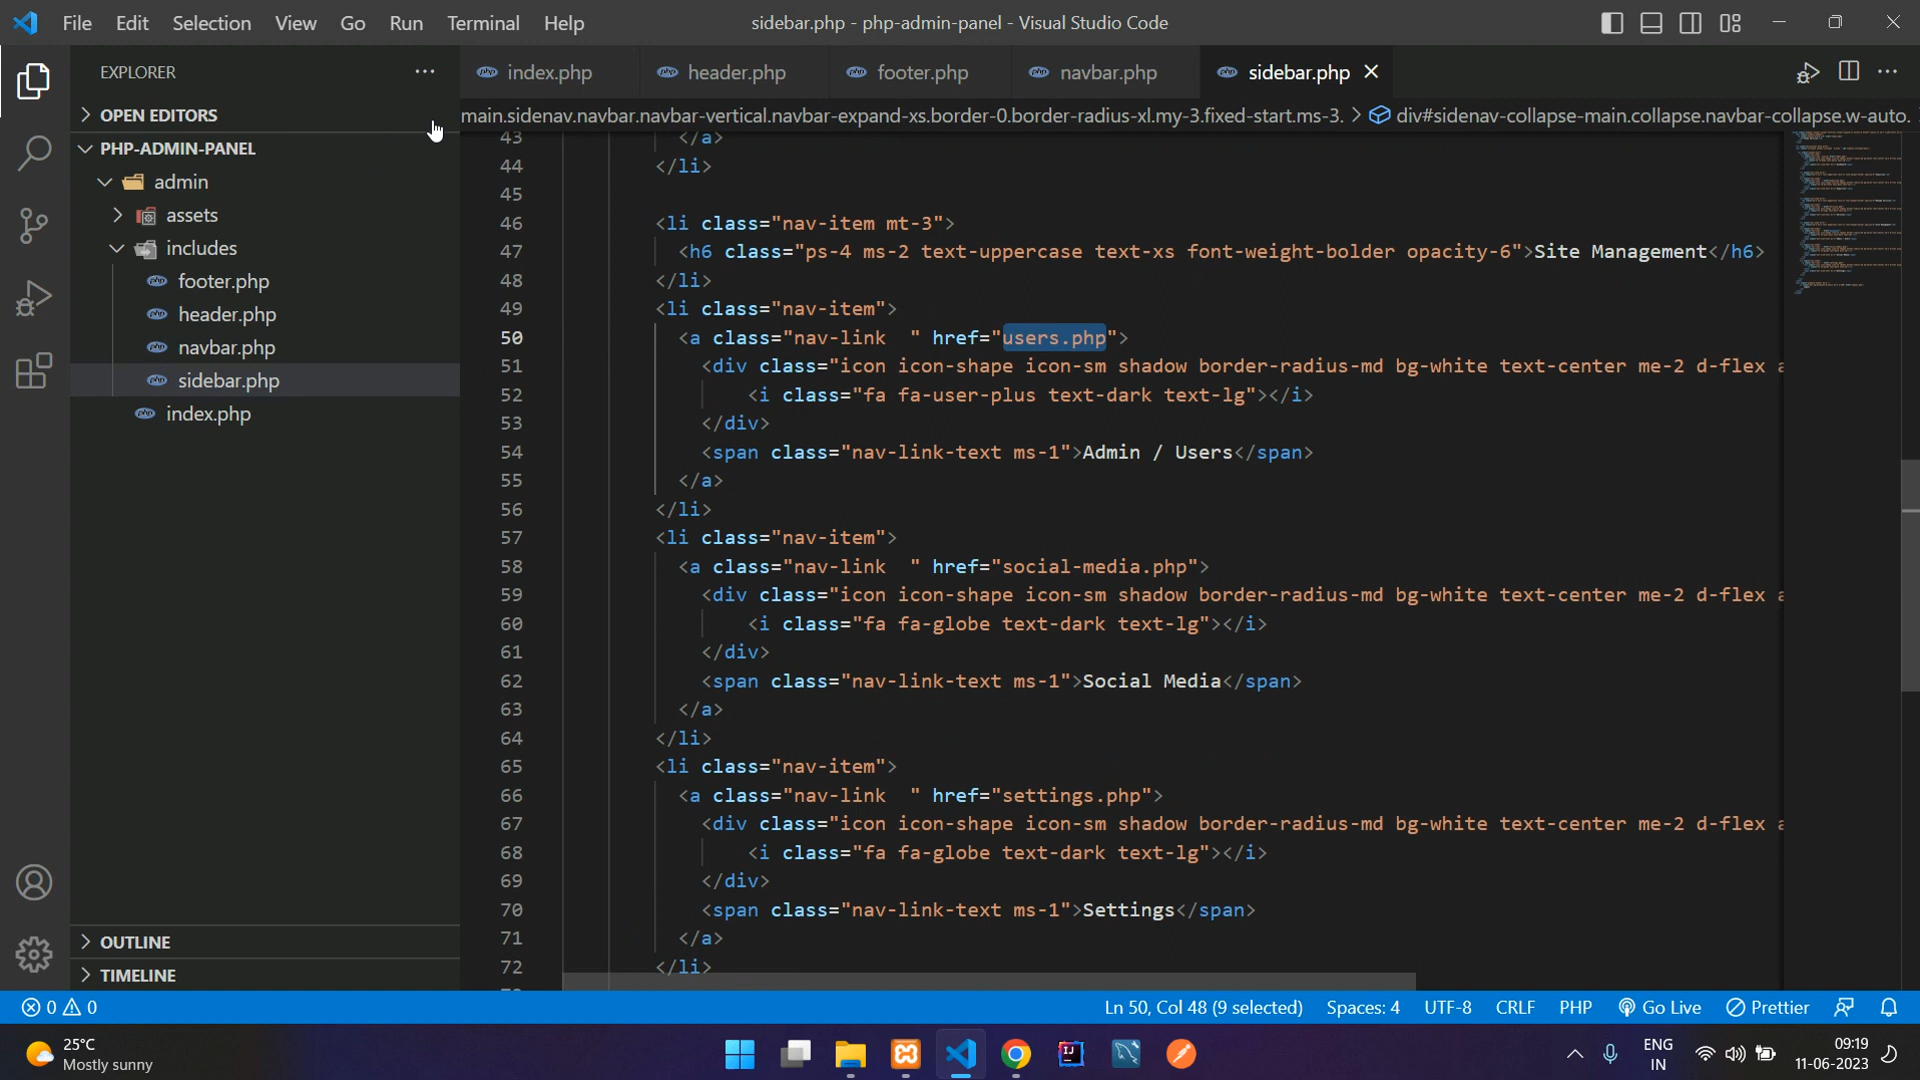 File Edit Selection View Go Run Terminal Help
sidebar.php - php-admin-panel - Visual Studio Code
EXPLORER
OPEN EDITORS
PHP-ADMIN-PANEL
admin
assets
includes
footer.php
header.php
navbar.php
sidebar.php
index.php
OUTLINE
TIMELINE
index.php header.php footer.php navbar.php sidebar.php
main.sidenav.navbar.navbar-vertical.navbar-expand-xs.border-0.border-radius-xl.my-3.fixed-start.ms-3. > div#sidenav-collapse-main.collapse.navbar-collapse.w-auto.
43 </a>
44 </li>
45
46 <li class="nav-item mt-3">
47 <h6 class="ps-4 ms-2 text-uppercase text-xs font-weight-bolder opacity-6">Site Management</h6>
48 </li>
49 <li class="nav-item">
50 <a class="nav-link  " href="users.php">
51 <div class="icon icon-shape icon-sm shadow border-radius-md bg-white text-center me-2 d-flex
52 <i class="fa fa-user-plus text-dark text-lg"></i>
53 </div>
54 <span class="nav-link-text ms-1">Admin / Users</span>
55 </a>
56 </li>
57 <li class="nav-item">
58 <a class="nav-link  " href="social-media.php">
59 <div class="icon icon-shape icon-sm shadow border-radius-md bg-white text-center me-2 d-flex
60 <i class="fa fa-globe text-dark text-lg"></i>
61 </div>
62 <span class="nav-link-text ms-1">Social Media</span>
63 </a>
64 </li>
65 <li class="nav-item">
66 <a class="nav-link  " href="settings.php">
67 <div class="icon icon-shape icon-sm shadow border-radius-md bg-white text-center me-2 d-flex
68 <i class="fa fa-globe text-dark text-lg"></i>
69 </div>
70 <span class="nav-link-text ms-1">Settings</span>
71 </a>
72 </li>
0 0 Ln 50, Col 48 (9 selected) Spaces: 4 UTF-8 CRLF PHP Go Live Prettier
25°C
Mostly sunny
ENG
IN
09:19
11-06-2023